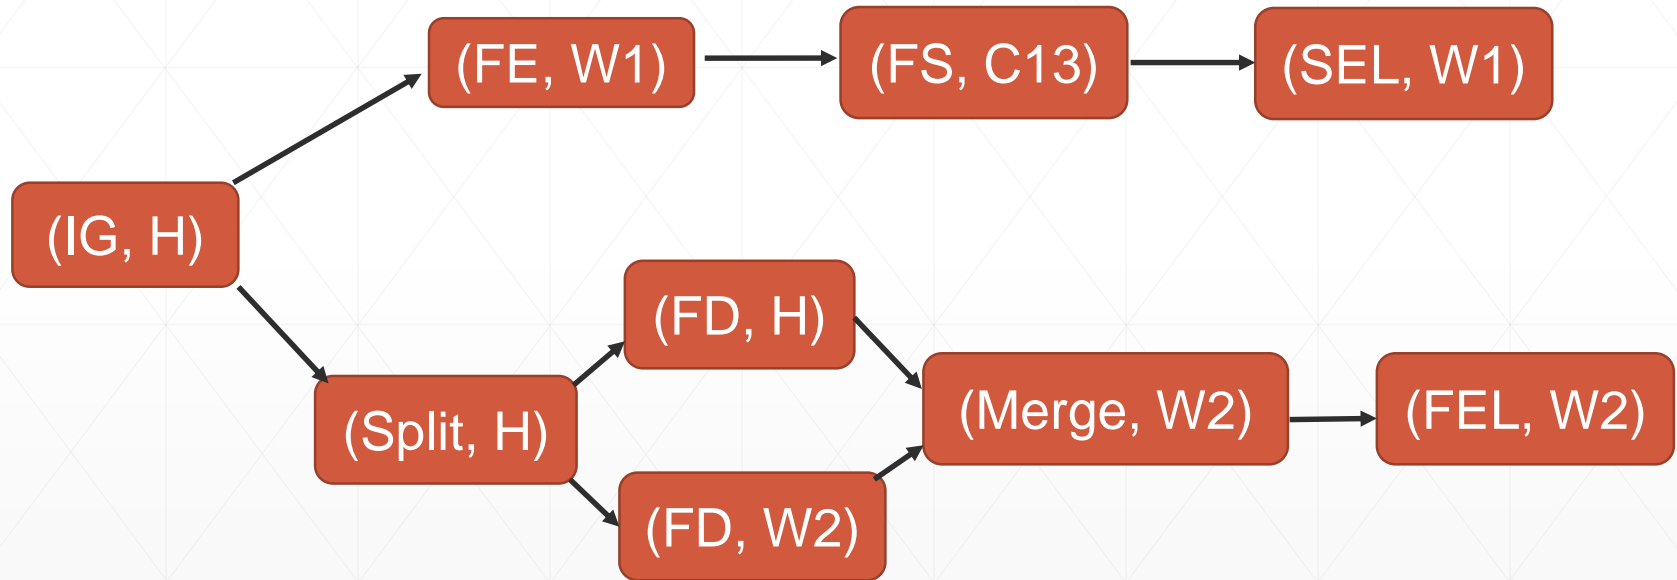 (FE, W1)
(FS, C13)
(SEL, W1)
(IG, H)
(FD, H)
(Split, H)
(Merge, W2)
(FEL, W2)
(FD, W2)